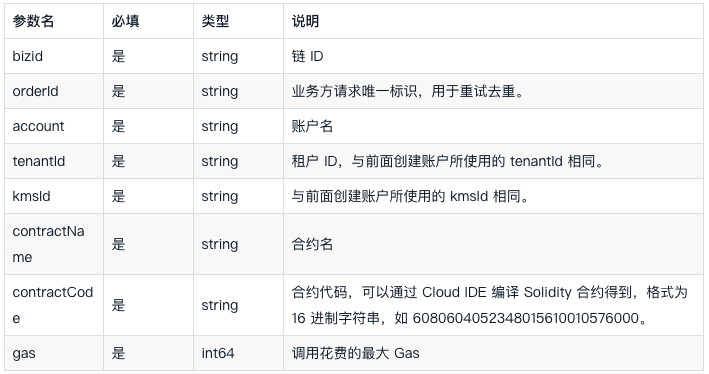 参数名 必填 类型 说明
bizid 是 string 链 ID
orderId 是 string 业务方请求唯一标识，用于重试去重。
account 是 string 账户名
tenantId 是 string 租户 ID，与前面创建账户所使用的 tenantId 相同。
kmsId 是 string 与前面创建账户所使用的 kmsId 相同。
contractNa
me 是 string 合约名
contractCod
e 是 string 合约代码，可以通过 Cloud IDE 编译 Solidity 合约得到，格式为
16 进制字符串，如 6080604052348015610010576000。
gas 是 int64 调用花费的最大 Gas